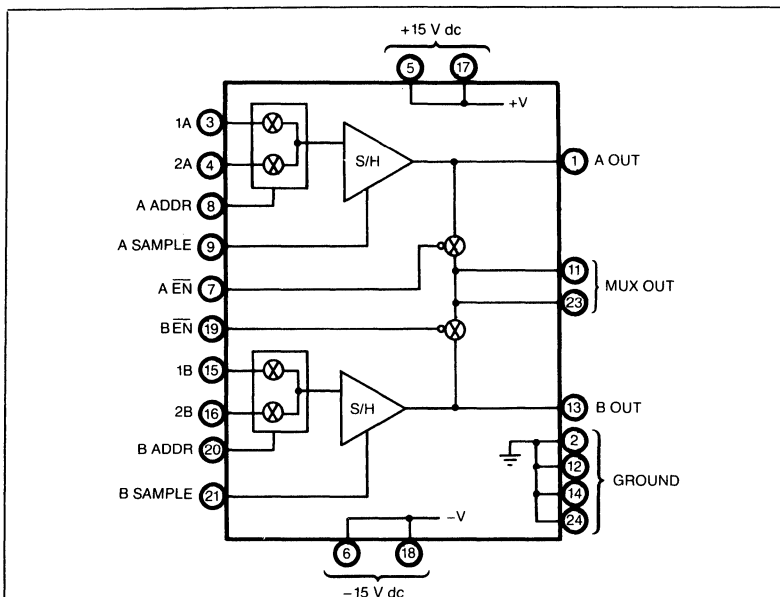 +15 V dc
5 17
+V
1A 3
2A 4
S/H
1 A OUT
A ADDR 8
A SAMPLE 9
A E̅N̅ 7
11
MUX OUT
23
B E̅N̅ 19
1B 15
2B 16
S/H
13 B OUT
B ADDR 20
2
12
GROUND
14
24
B SAMPLE 21
−V
6 18
−15 V dc